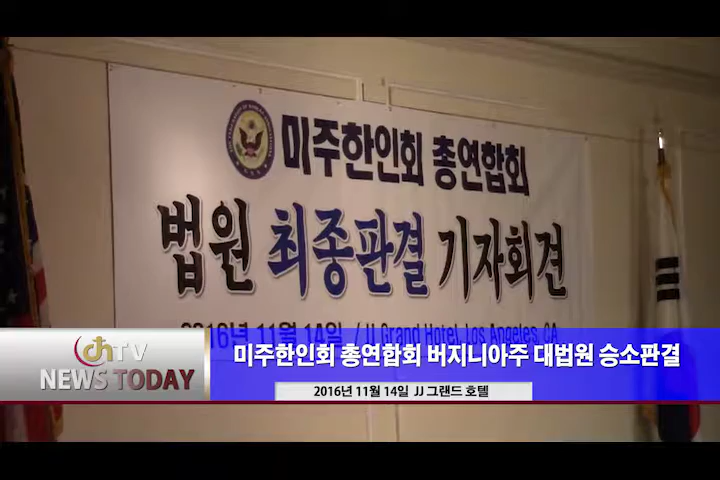 미주한인회 총연합회
법원 최종판결 기자회견
2016년 11월 14일 / JJ Grand Hotel, Los Angeles, CA
TV
NEWS TODAY
미주한인회 총연합회 버지니아주 대법원 승소판결
2016년 11월 14일 JJ 그랜드 호텔